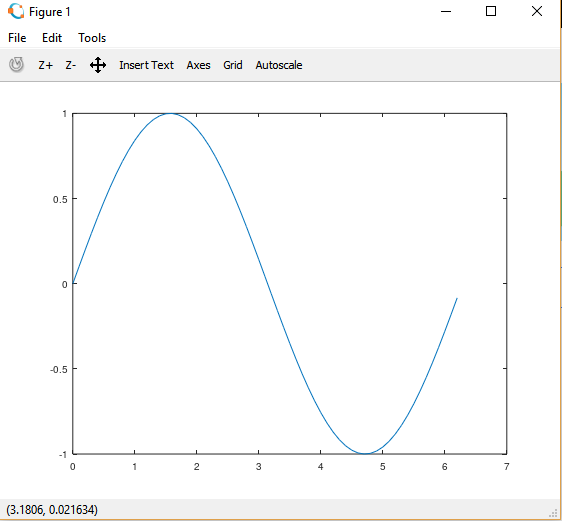 Figure 1
File Edit Tools
Z+ Z- Insert Text Axes Grid Autoscale
1
0.5
0
-0.5
-1
0 1 2 3 4 5 6 7
(3.1806, 0.021634)